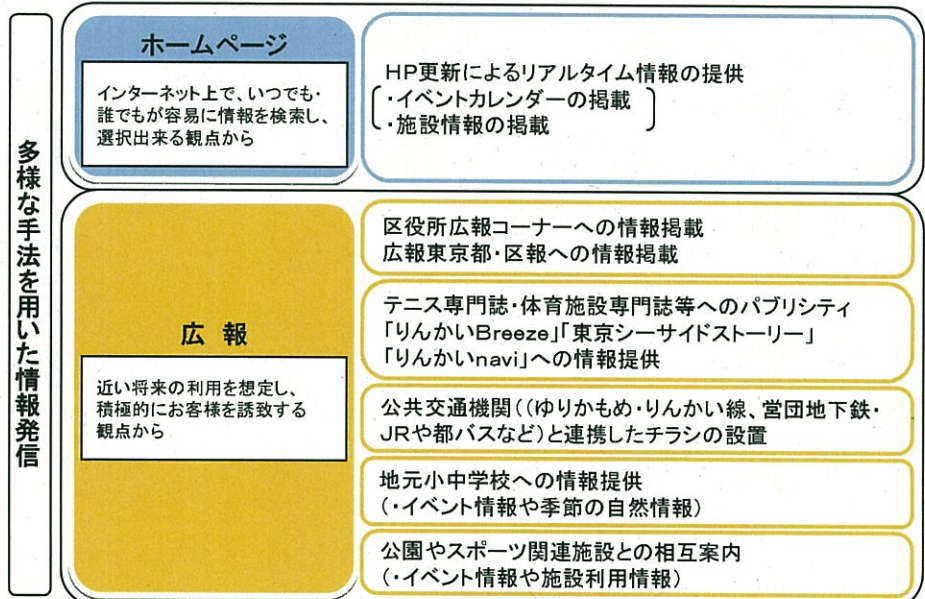 多様な手法を用いた情報発信
ホームページ
インターネット上で、いつでも・
誰でもが容易に情報を検索し、
選択出来る観点から
HP更新によるリアルタイム情報の提供
・イベントカレンダーの掲載
・施設情報の掲載
広 報
近い将来の利用を想定し、
積極的にお客様を誘致する
観点から
区役所広報コーナーへの情報掲載
広報東京都・区報への情報掲載
テニス専門誌・体育施設専門誌等へのパブリシティ
「りんかいBreeze」「東京シーサイドストーリー」
「りんかいnavi」への情報提供
公共交通機関((ゆりかもめ・りんかい線、営団地下鉄・
JRや都バスなど)と連携したチラシの設置
地元小中学校への情報提供
(・イベント情報や季節の自然情報)
公園やスポーツ関連施設との相互案内
(・イベント情報や施設利用情報)